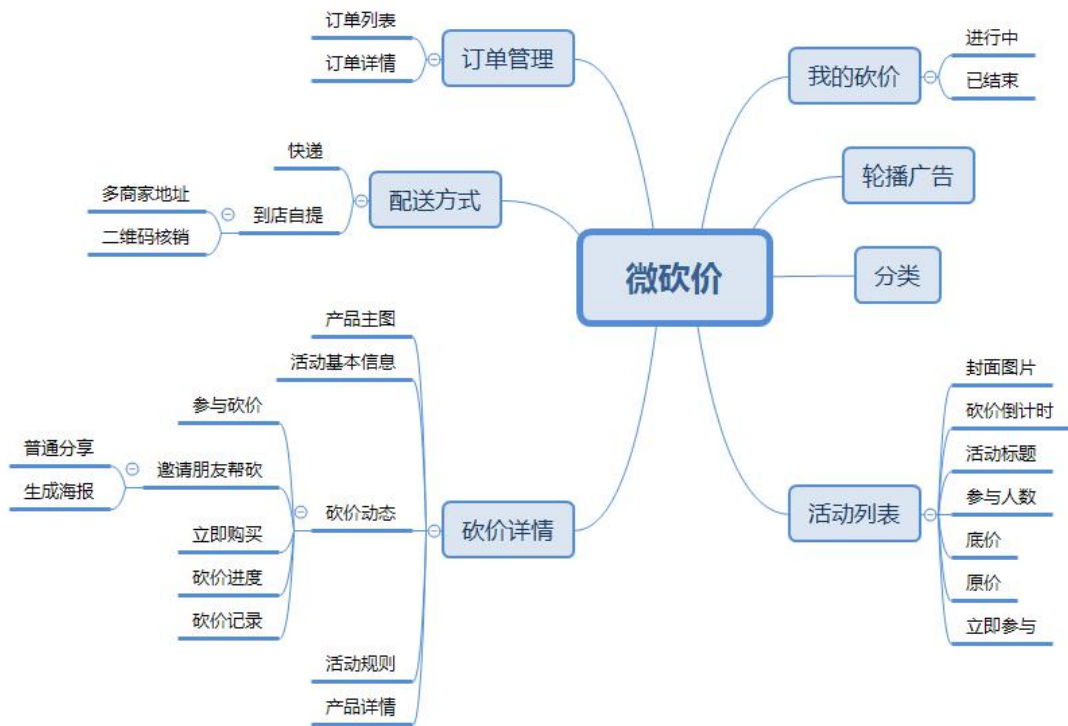 微砍价
订单管理
订单列表
订单详情
配送方式
快递
到店自提
多商家地址
二维码核销
砍价详情
产品主图
活动基本信息
砍价动态
参与砍价
邀请朋友帮砍
普通分享
生成海报
立即购买
砍价进度
砍价记录
活动规则
产品详情
我的砍价
进行中
已结束
轮播广告
分类
活动列表
封面图片
砍价倒计时
活动标题
参与人数
底价
原价
立即参与